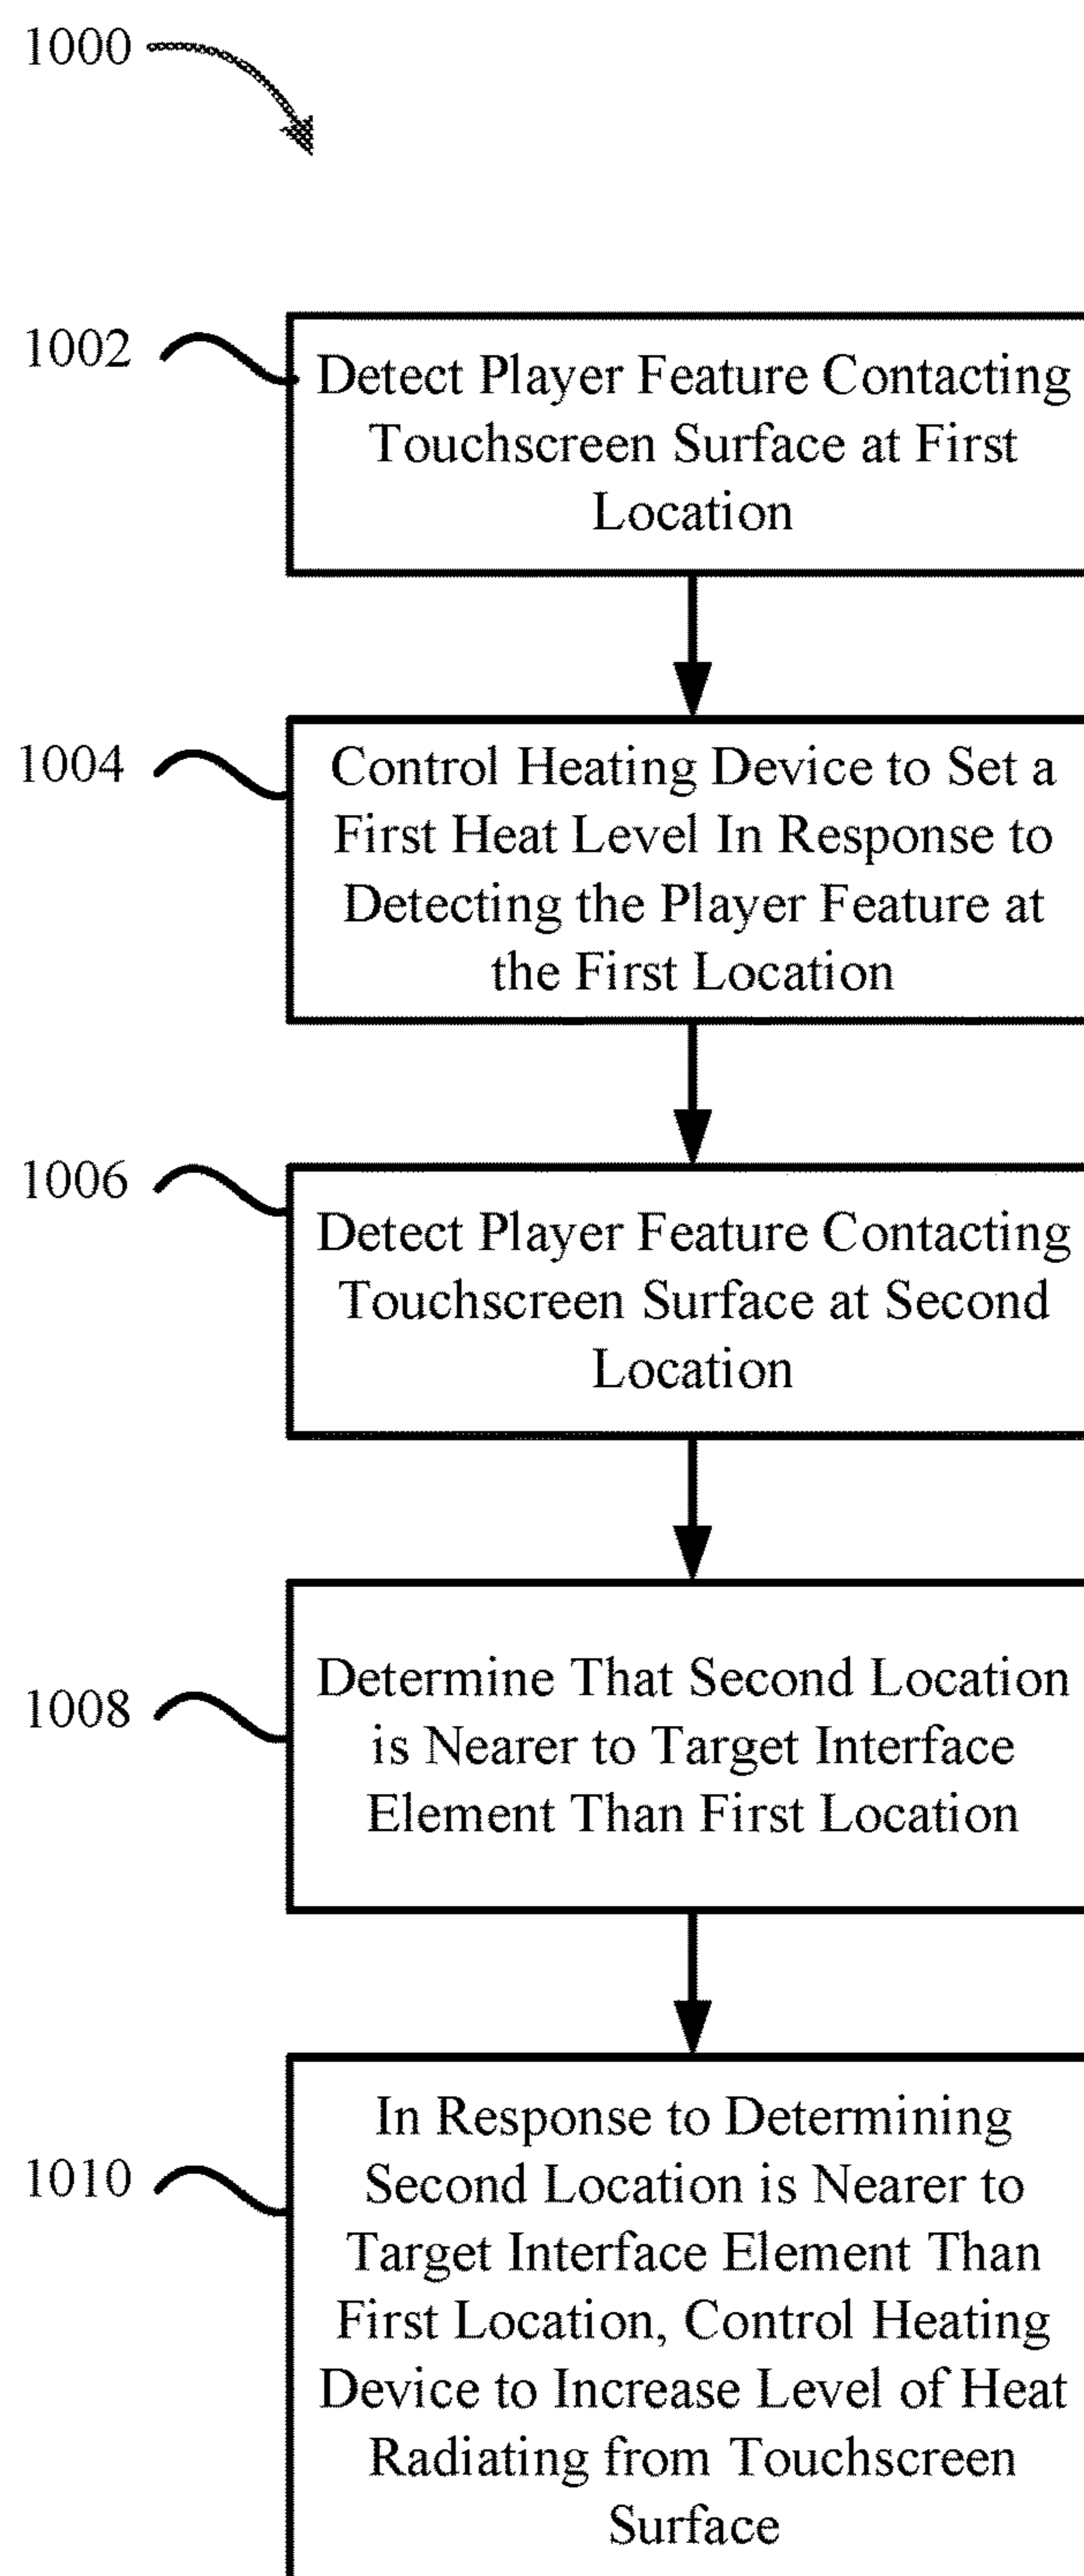 1000
1002
Detect Player Feature Contacting
Touchscreen Surface at First
Location
1004
Control Heating Device to Set a
First Heat Level In Response to
Detecting the Player Feature at
the First Location
1006
Detect Player Feature Contacting
Touchscreen Surface at Second
Location
1008
Determine That Second Location
is Nearer to Target Interface
Element Than First Location
1010
In Response to Determining
Second Location is Nearer to
Target Interface Element Than
First Location, Control Heating
Device to Increase Level of Heat
Radiating from Touchscreen
Surface